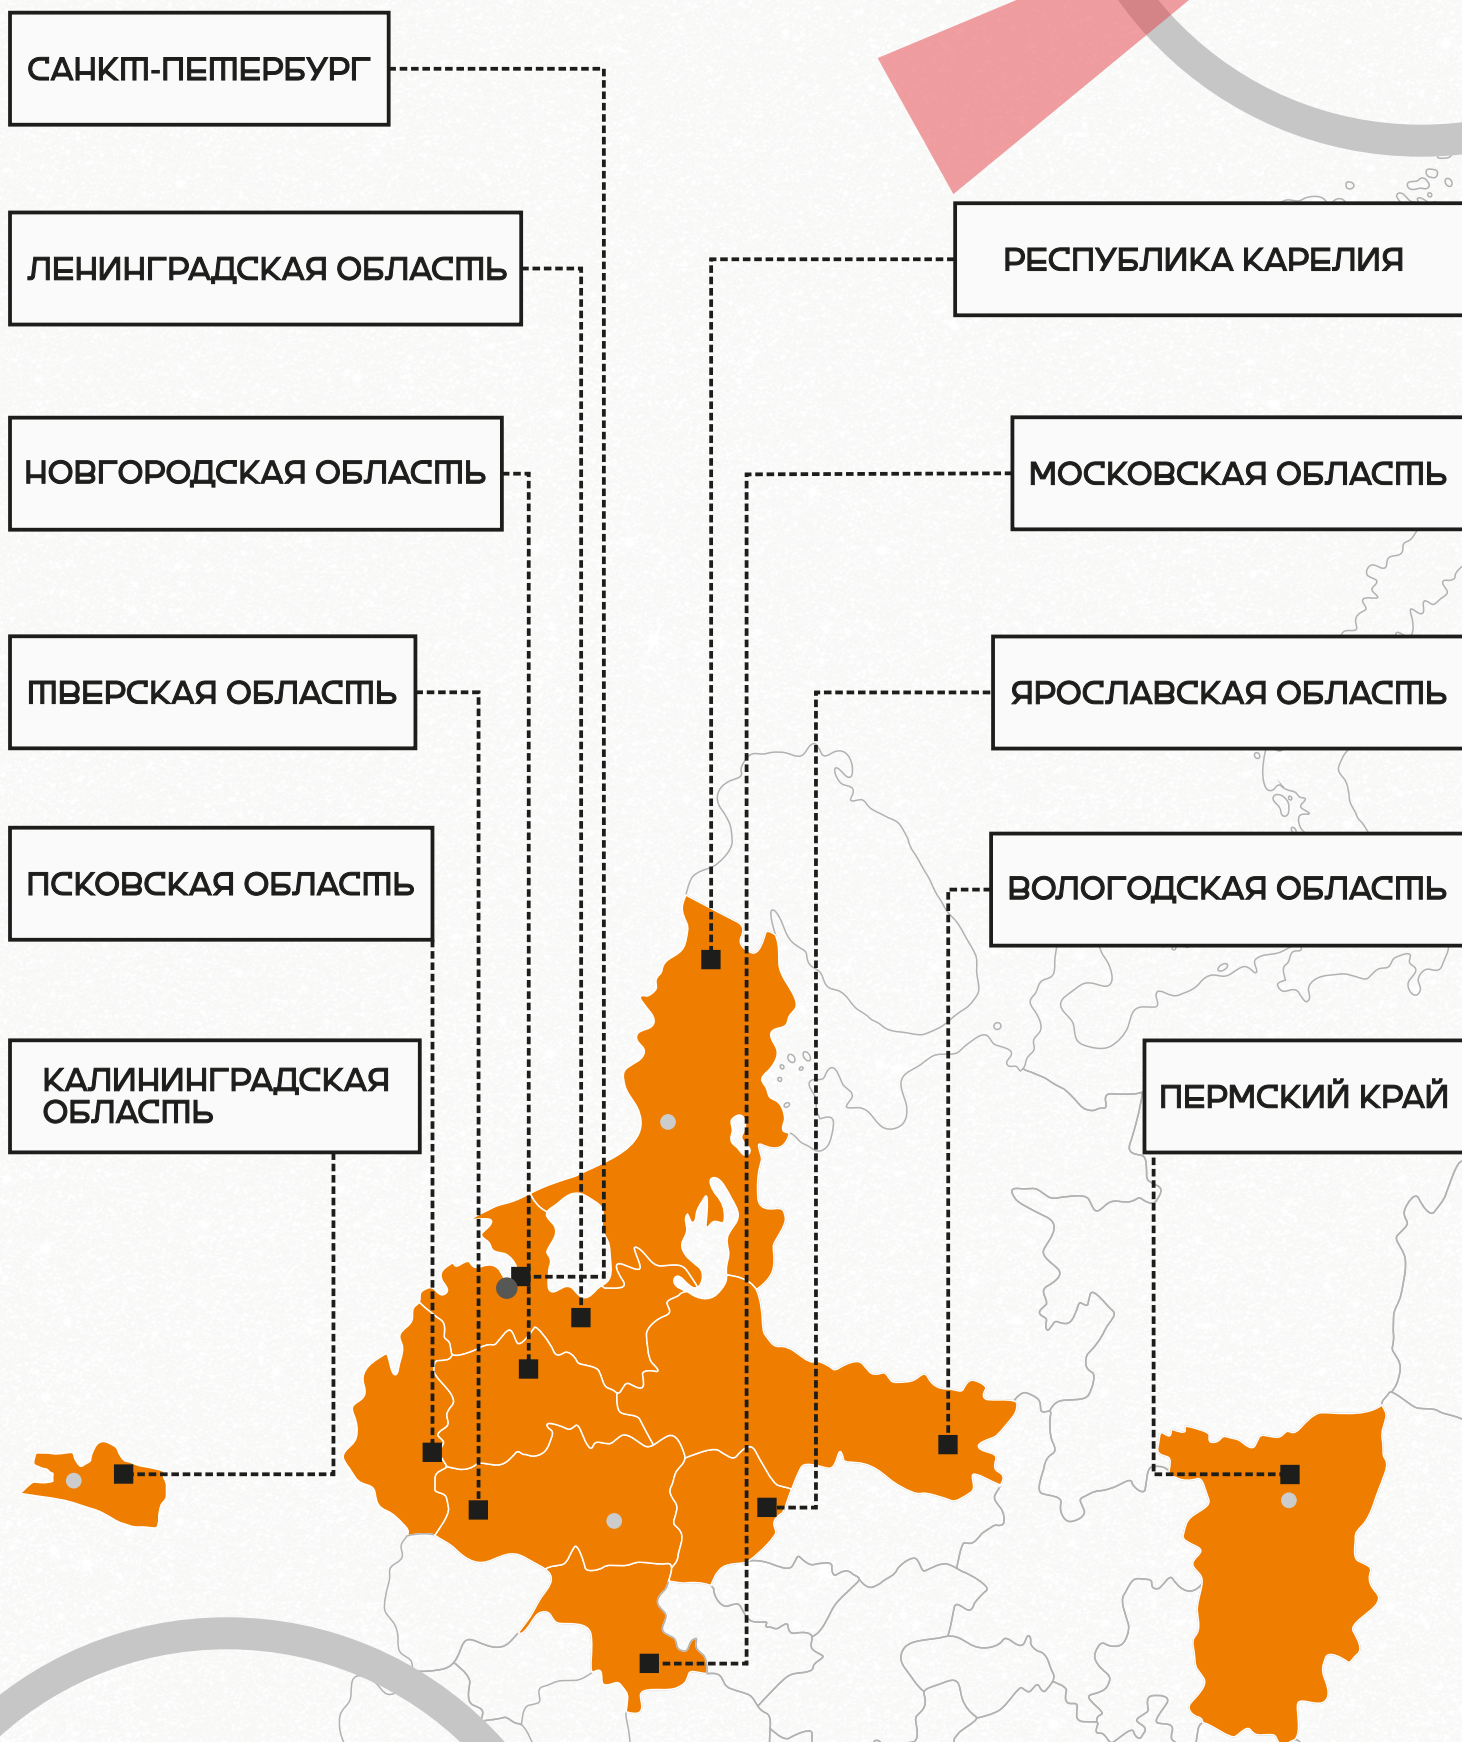 САНКТ-ПЕТЕРБУРГ
ЛЕНИНГРАДСКАЯ ОБЛАСТЬ
НОВГОРОДСКАЯ ОБЛАСТЬ
ТВЕРСКАЯ ОБЛАСТЬ
ПСКОВСКАЯ ОБЛАСТЬ
КАЛИНИНГРАДСКАЯ
ОБЛАСТЬ
РЕСПУБЛИКА КАРЕЛИЯ
МОСКОВСКАЯ ОБЛАСТЬ
ЯРОСЛАВСКАЯ ОБЛАСТЬ
ВОЛОГОДСКАЯ ОБЛАСТЬ
ПЕРМСКИЙ КРАЙ